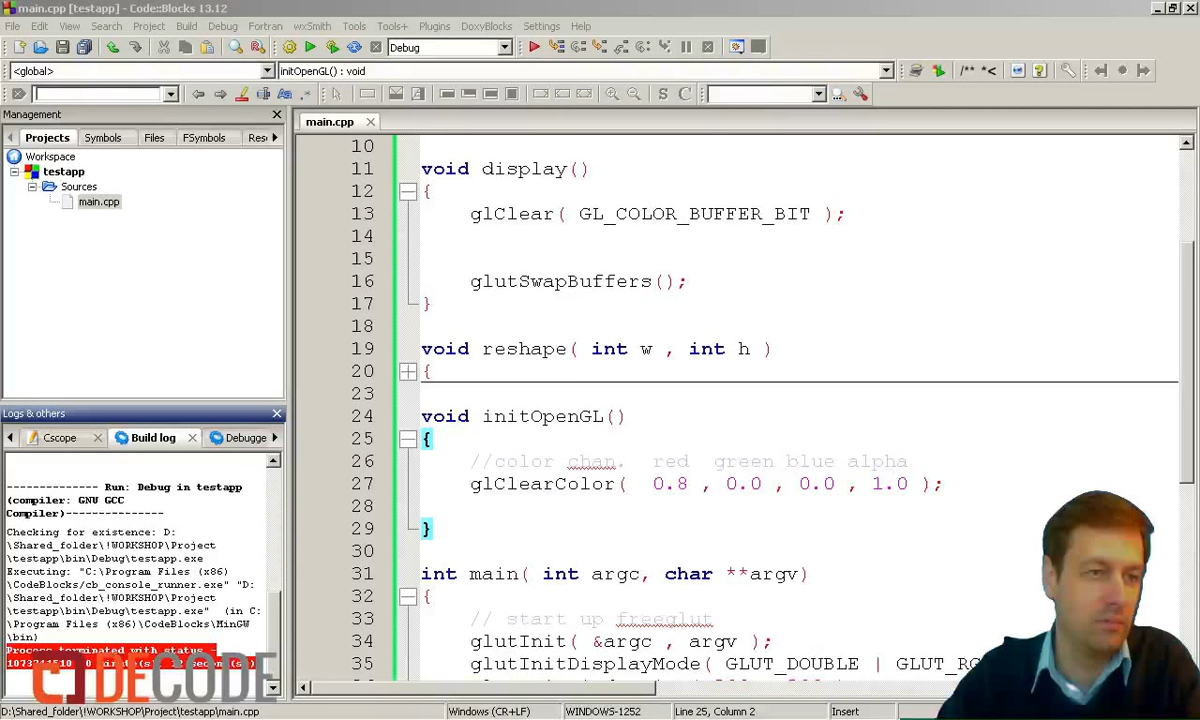 main.cpp [testapp] - Code::Blocks 13.12
File Edit View Search Project Build Debug Fortran wxSmith Tools Tools+ Plugins DoxyBlocks Settings Help
Debug
<global>
initOpenGL() : void
/** *<
S C
Management
Projects Symbols Files FSymbols Resc
main.cpp
Workspace
testapp
Sources
main.cpp
10
11 void display()
12 {
13 glClear( GL_COLOR_BUFFER_BIT );
14
15
16 glutSwapBuffers();
17 }
18
19 void reshape( int w , int h )
20 {
23
24 void initOpenGL()
25 {
26 //color chan. red green blue alpha
27 glClearColor( 0.8 , 0.0 , 0.0 , 1.0 );
28
29 }
30
31 int main( int argc, char **argv)
32 {
33 // start up freeglut
34 glutInit( &argc , argv );
35 glutInitDisplayMode( GLUT_DOUBLE | GLUT_RG
Logs & others
Cscope Build log Debugge
-------------- Run: Debug in testapp
(compiler: GNU GCC
Compiler)---------------
Checking for existence: D:
\Shared_folder\!WORKSHOP\Project
\testapp\bin\Debug\testapp.exe
Executing: "C:\Program Files (x86)
\CodeBlocks/cb_console_runner.exe" "D:
\Shared_folder\!WORKSHOP\Project
\testapp\bin\Debug\testapp.exe" (in C:
\Program Files (x86)\CodeBlocks\MinGW
\bin)
Process terminated with status -
DECODE
D:\Shared_folder\!WORKSHOP\Project\testapp\main.cpp
Windows (CR+LF)
WINDOWS-1252
Line 25, Column 2
Insert